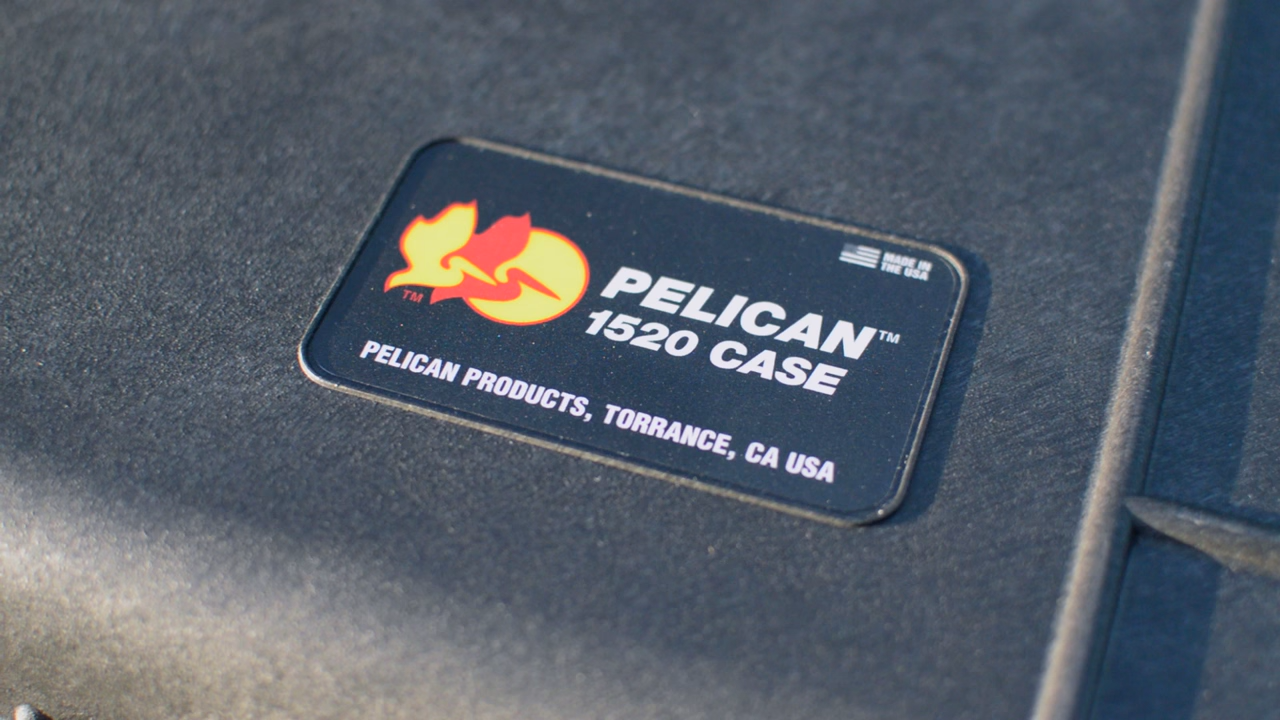 MADE IN
THE USA
PELICAN™
1520 CASE
TM
PELICAN PRODUCTS, TORRANCE, CA USA